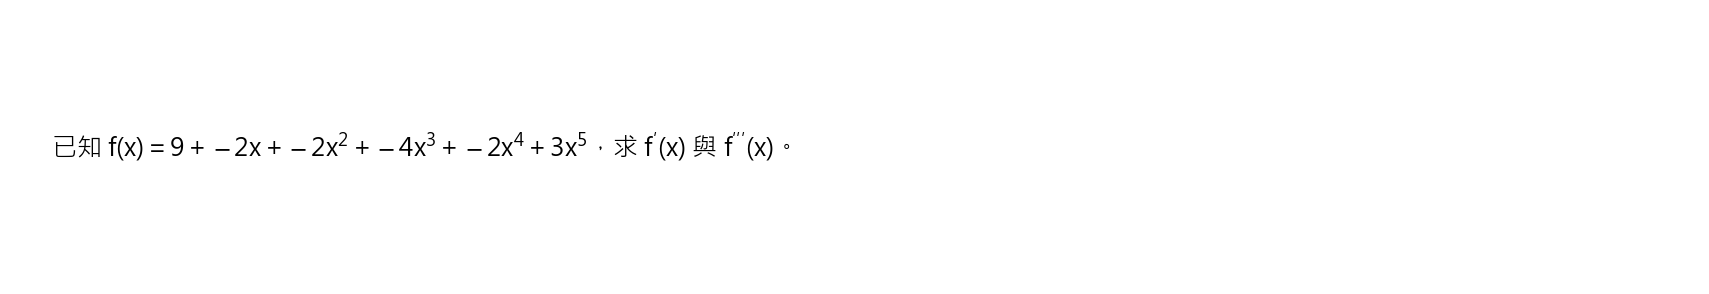 已知 f(x) = 9 + −2x + −2x² + −4x³ + −2x⁴ + 3x⁵，求 f′(x) 與 f′′′(x)。